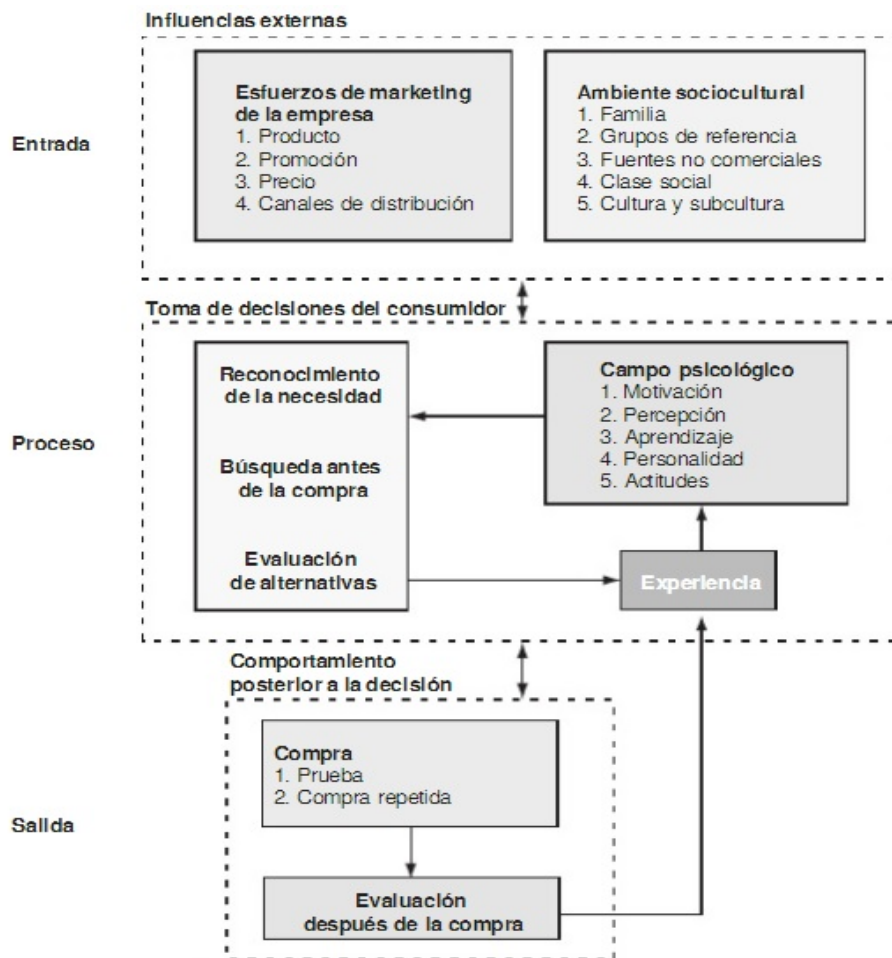 Influencias externas
Entrada
Esfuerzos de marketing
de la empresa
1. Producto
2. Promoción
3. Precio
4. Canales de distribución
Ambiente sociocultural
1. Familia
2. Grupos de referencia
3. Fuentes no comerciales
4. Clase social
5. Cultura y subcultura
Toma de decisiones del consumidor
Proceso
Reconocimiento
de la necesidad
Búsqueda antes
de la compra
Evaluación
de alternativas
Campo psicológico
1. Motivación
2. Percepción
3. Aprendizaje
4. Personalidad
5. Actitudes
Experiencia
Comportamiento
posterior a la decisión
Salida
Compra
1. Prueba
2. Compra repetida
Evaluación
después de la compra